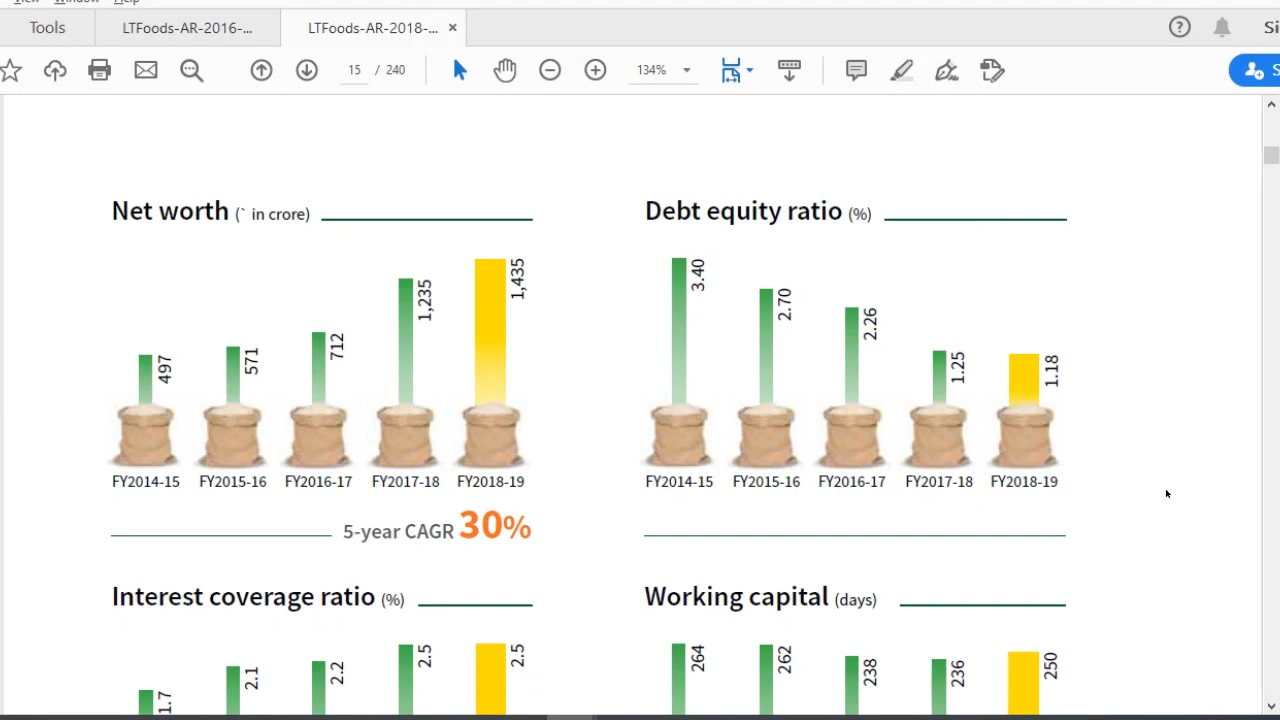 View Window Help
Tools LTFoods-AR-2016-... LTFoods-AR-2018-... × Si
15 / 240 134%
Net worth (` in crore)
497 571 712 1,235 1,435
FY2014-15 FY2015-16 FY2016-17 FY2017-18 FY2018-19
5-year CAGR 30%
Debt equity ratio (%)
3.40 2.70 2.26 1.25 1.18
FY2014-15 FY2015-16 FY2016-17 FY2017-18 FY2018-19
Interest coverage ratio (%)
1.7 2.1 2.2 2.5 2.5
Working capital (days)
264 262 238 236 250